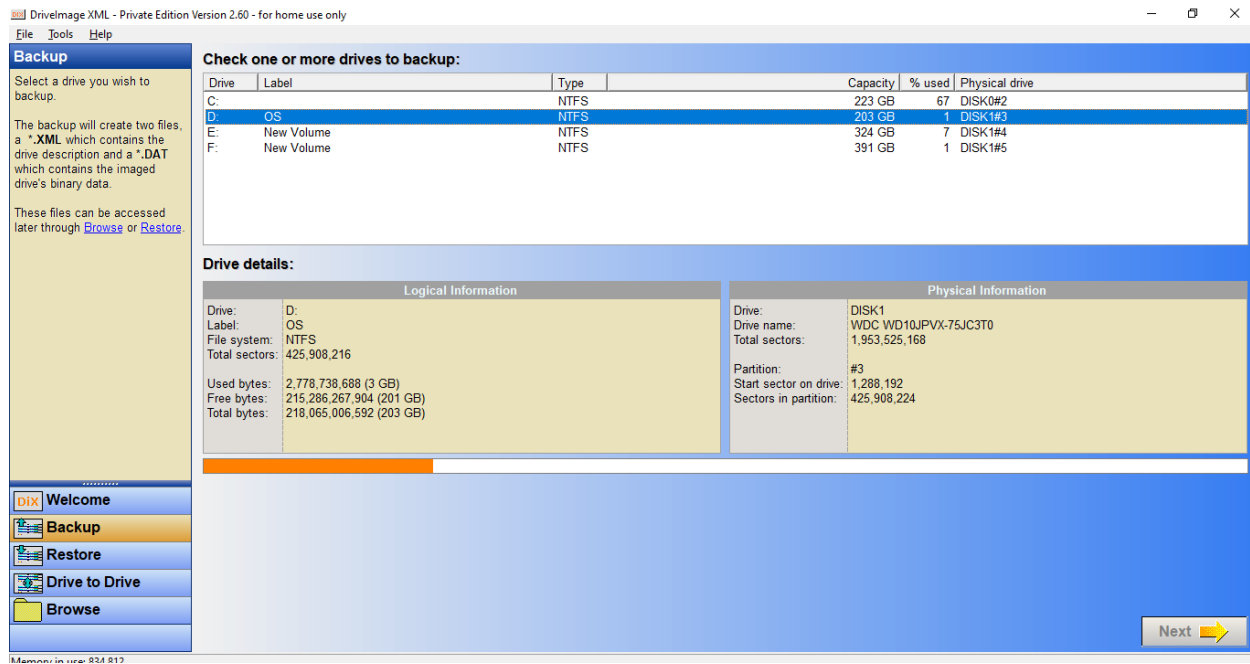 DriveImage XML - Private Edition Version 2.60 - for home use only
File Tools Help
Backup
Select a drive you wish to
backup.
The backup will create two files,
a *.XML which contains the
drive description and a *.DAT
which contains the imaged
drive's binary data.
These files can be accessed
later through Browse or Restore.
Check one or more drives to backup:
Drive Label Type Capacity % used Physical drive
C: NTFS 223 GB 67 DISK0#2
D: OS NTFS 203 GB 1 DISK1#3
E: New Volume NTFS 324 GB 7 DISK1#4
F: New Volume NTFS 391 GB 1 DISK1#5
Drive details:
Logical Information
Drive: D:
Label: OS
File system: NTFS
Total sectors: 425,908,216
Used bytes: 2,778,738,688 (3 GB)
Free bytes: 215,286,267,904 (201 GB)
Total bytes: 218,065,006,592 (203 GB)
Physical Information
Drive: DISK1
Drive name: WDC WD10JPVX-75JC3T0
Total sectors: 1,953,525,168
Partition: #3
Start sector on drive: 1,288,192
Sectors in partition: 425,908,224
DiX Welcome
Backup
Restore
Drive to Drive
Browse
Next
Memory in use: 834,812